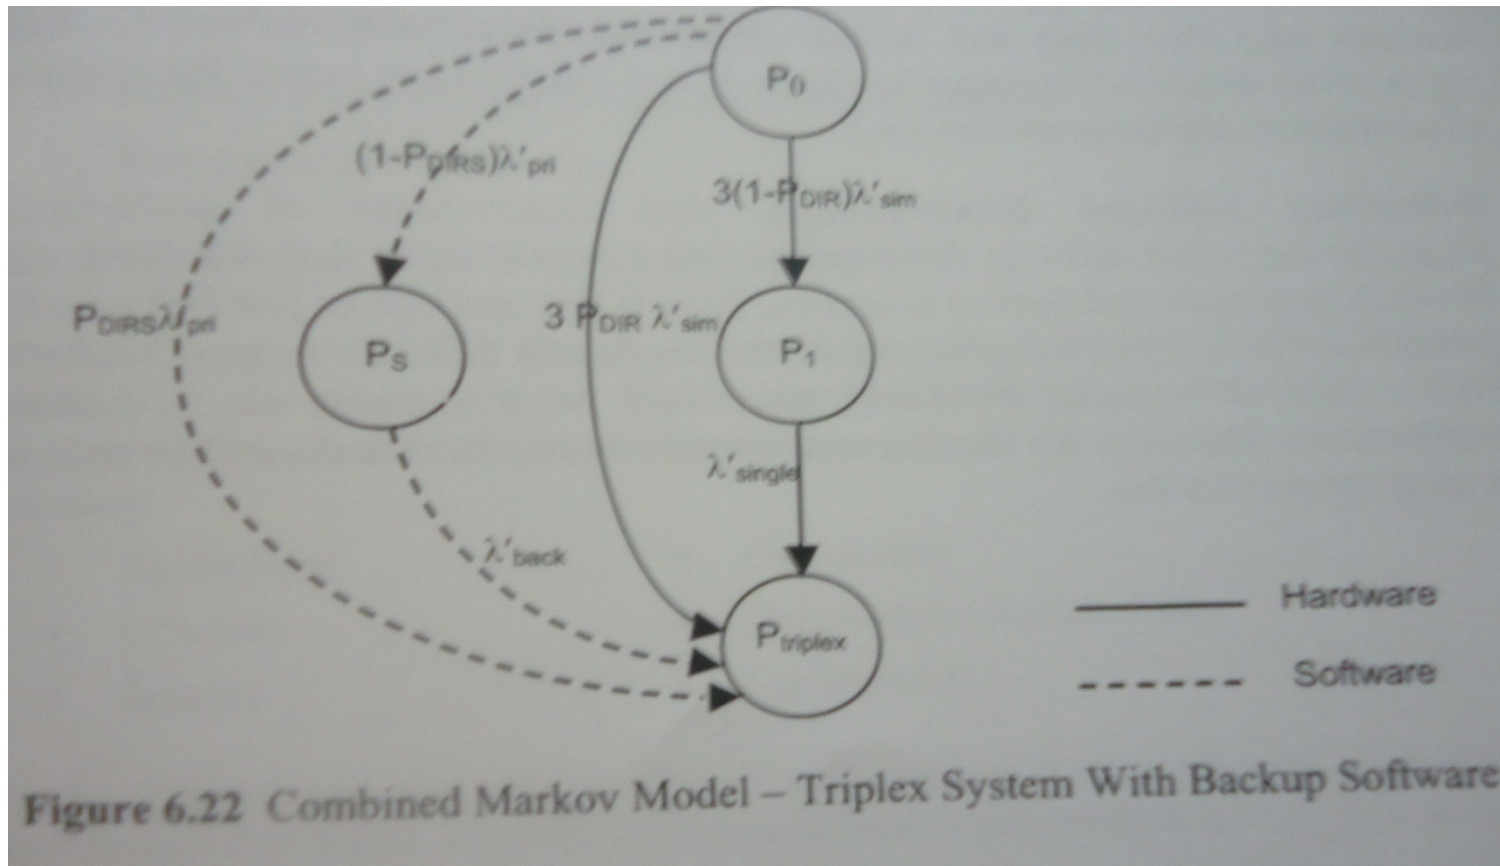 P0
(1-PDIRS)λ′pri
3(1-PDIR)λ′sim
PDIRSλ′pri
3 PDIR λ′sim
PS
P1
λ′single
λ′back
Ptriplex
Hardware
Software
Figure 6.22 Combined Markov Model – Triplex System With Backup Software